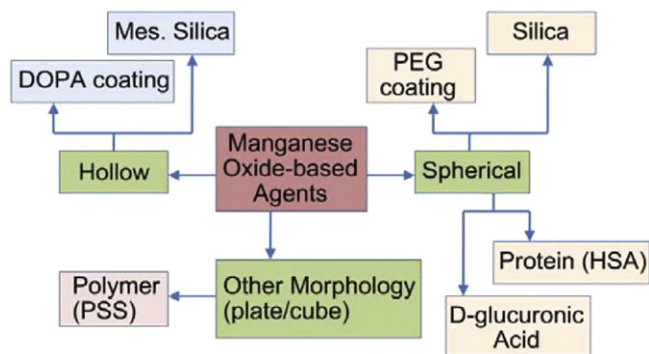 Mes. Silica
DOPA coating
Hollow
Manganese
Oxide-based
Agents
Silica
PEG
coating
Spherical
Protein (HSA)
D-glucuronic
Acid
Other Morphology
(plate/cube)
Polymer
(PSS)